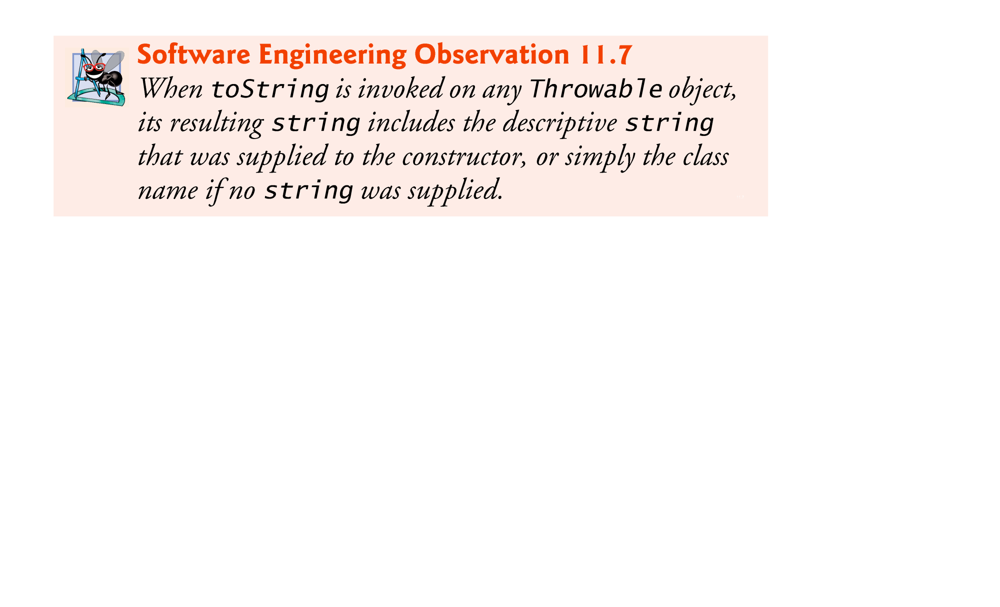 Software Engineering Observation 11.7
When toString is invoked on any Throwable object,
its resulting string includes the descriptive string
that was supplied to the constructor, or simply the class
name if no string was supplied.